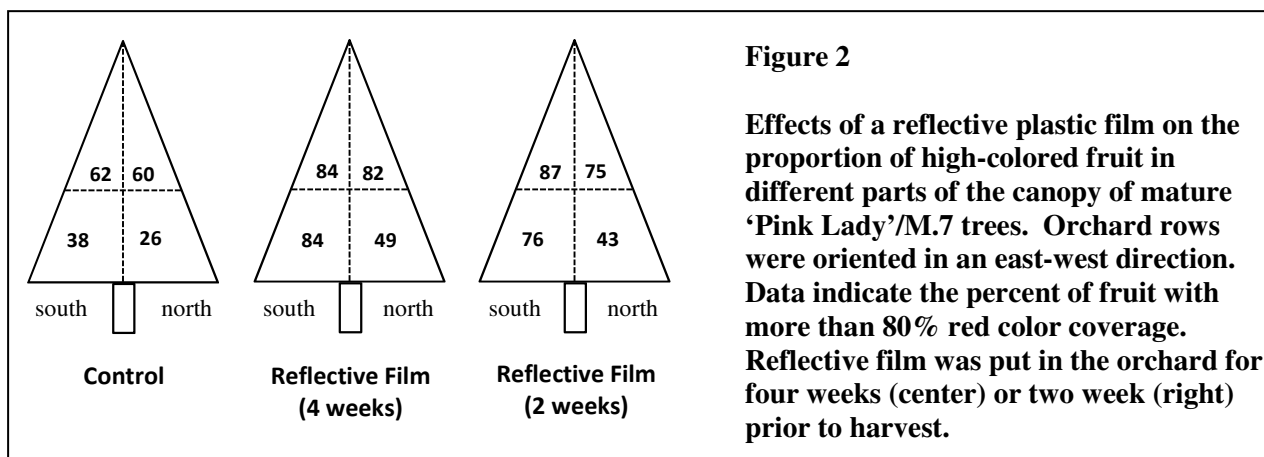 62 60
38 26
south north
Control
84 82
84 49
Reflective Film
(4 weeks)
87 75
76 43
south north
Reflective Film
(2 weeks)
Figure 2
Effects of a reflective plastic film on the
proportion of high-colored fruit in
different parts of the canopy of mature
‘Pink Lady’/M.7 trees. Orchard rows
were oriented in an east-west direction.
Data indicate the percent of fruit with
more than 80% red color coverage.
Reflective film was put in the orchard for
four weeks (center) or two week (right)
prior to harvest.